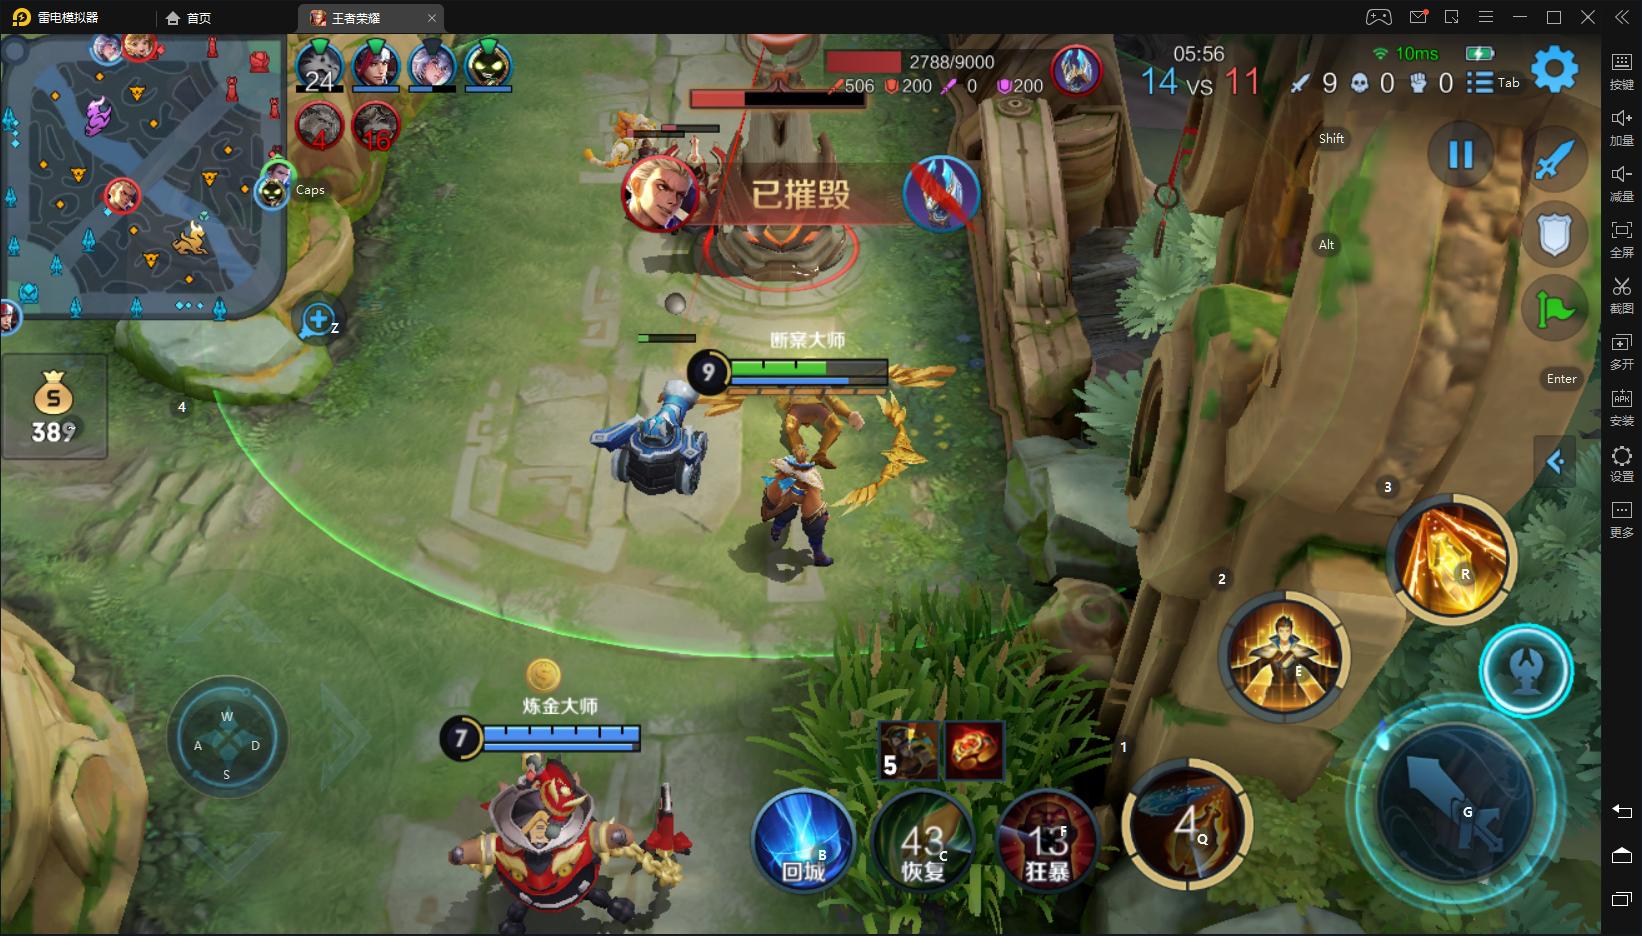 雷电模拟器
首页
王者荣耀
24
4
16
2788/9000
506 200 0 200
05:56
14 vs 11
10ms
9 0 0
Tab
Shift
按键
加量
减量
全屏
截图
多开
安装
APK
设置
更多
已摧毁
Caps
Alt
Z
断案大师
9
Enter
S
389
4
3
R
2
E
炼金大师
7
W
A D
S
5
1
B
回城
43
C
恢复
13
F
狂暴
4
Q
G